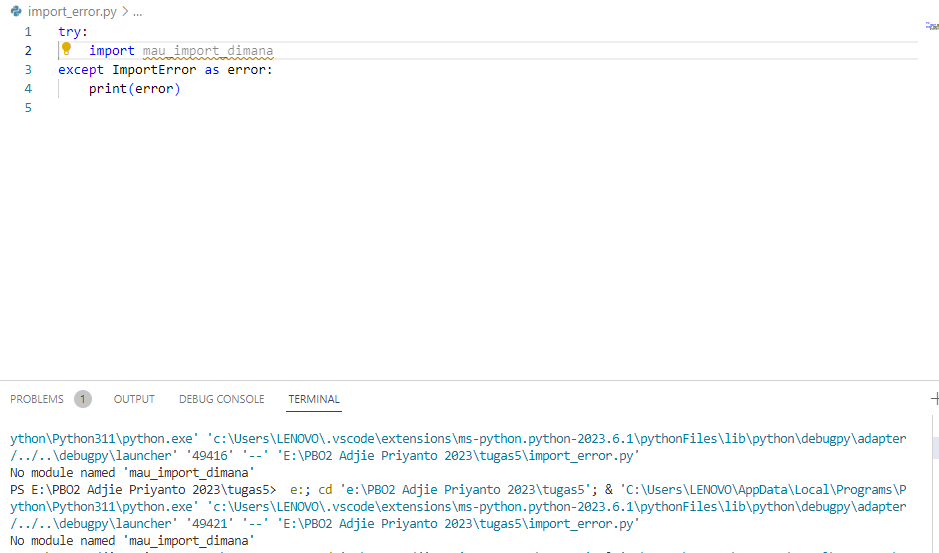 import_error.py > ...
1 try:
2     import mau_import_dimana
3 except ImportError as error:
4     print(error)
5
PROBLEMS 1 OUTPUT DEBUG CONSOLE TERMINAL
ython\Python311\python.exe' 'c:\Users\LENOVO\.vscode\extensions\ms-python.python-2023.6.1\pythonFiles\lib\python\debugpy\adapter
/../..\debugpy\launcher' '49416' '--' 'E:\PBO2 Adjie Priyanto 2023\tugas5\import_error.py'
No module named 'mau_import_dimana'
PS E:\PBO2 Adjie Priyanto 2023\tugas5>  e:; cd 'e:\PBO2 Adjie Priyanto 2023\tugas5'; & 'C:\Users\LENOVO\AppData\Local\Programs\P
ython\Python311\python.exe' 'c:\Users\LENOVO\.vscode\extensions\ms-python.python-2023.6.1\pythonFiles\lib\python\debugpy\adapter
/../..\debugpy\launcher' '49421' '--' 'E:\PBO2 Adjie Priyanto 2023\tugas5\import_error.py'
No module named 'mau_import_dimana'